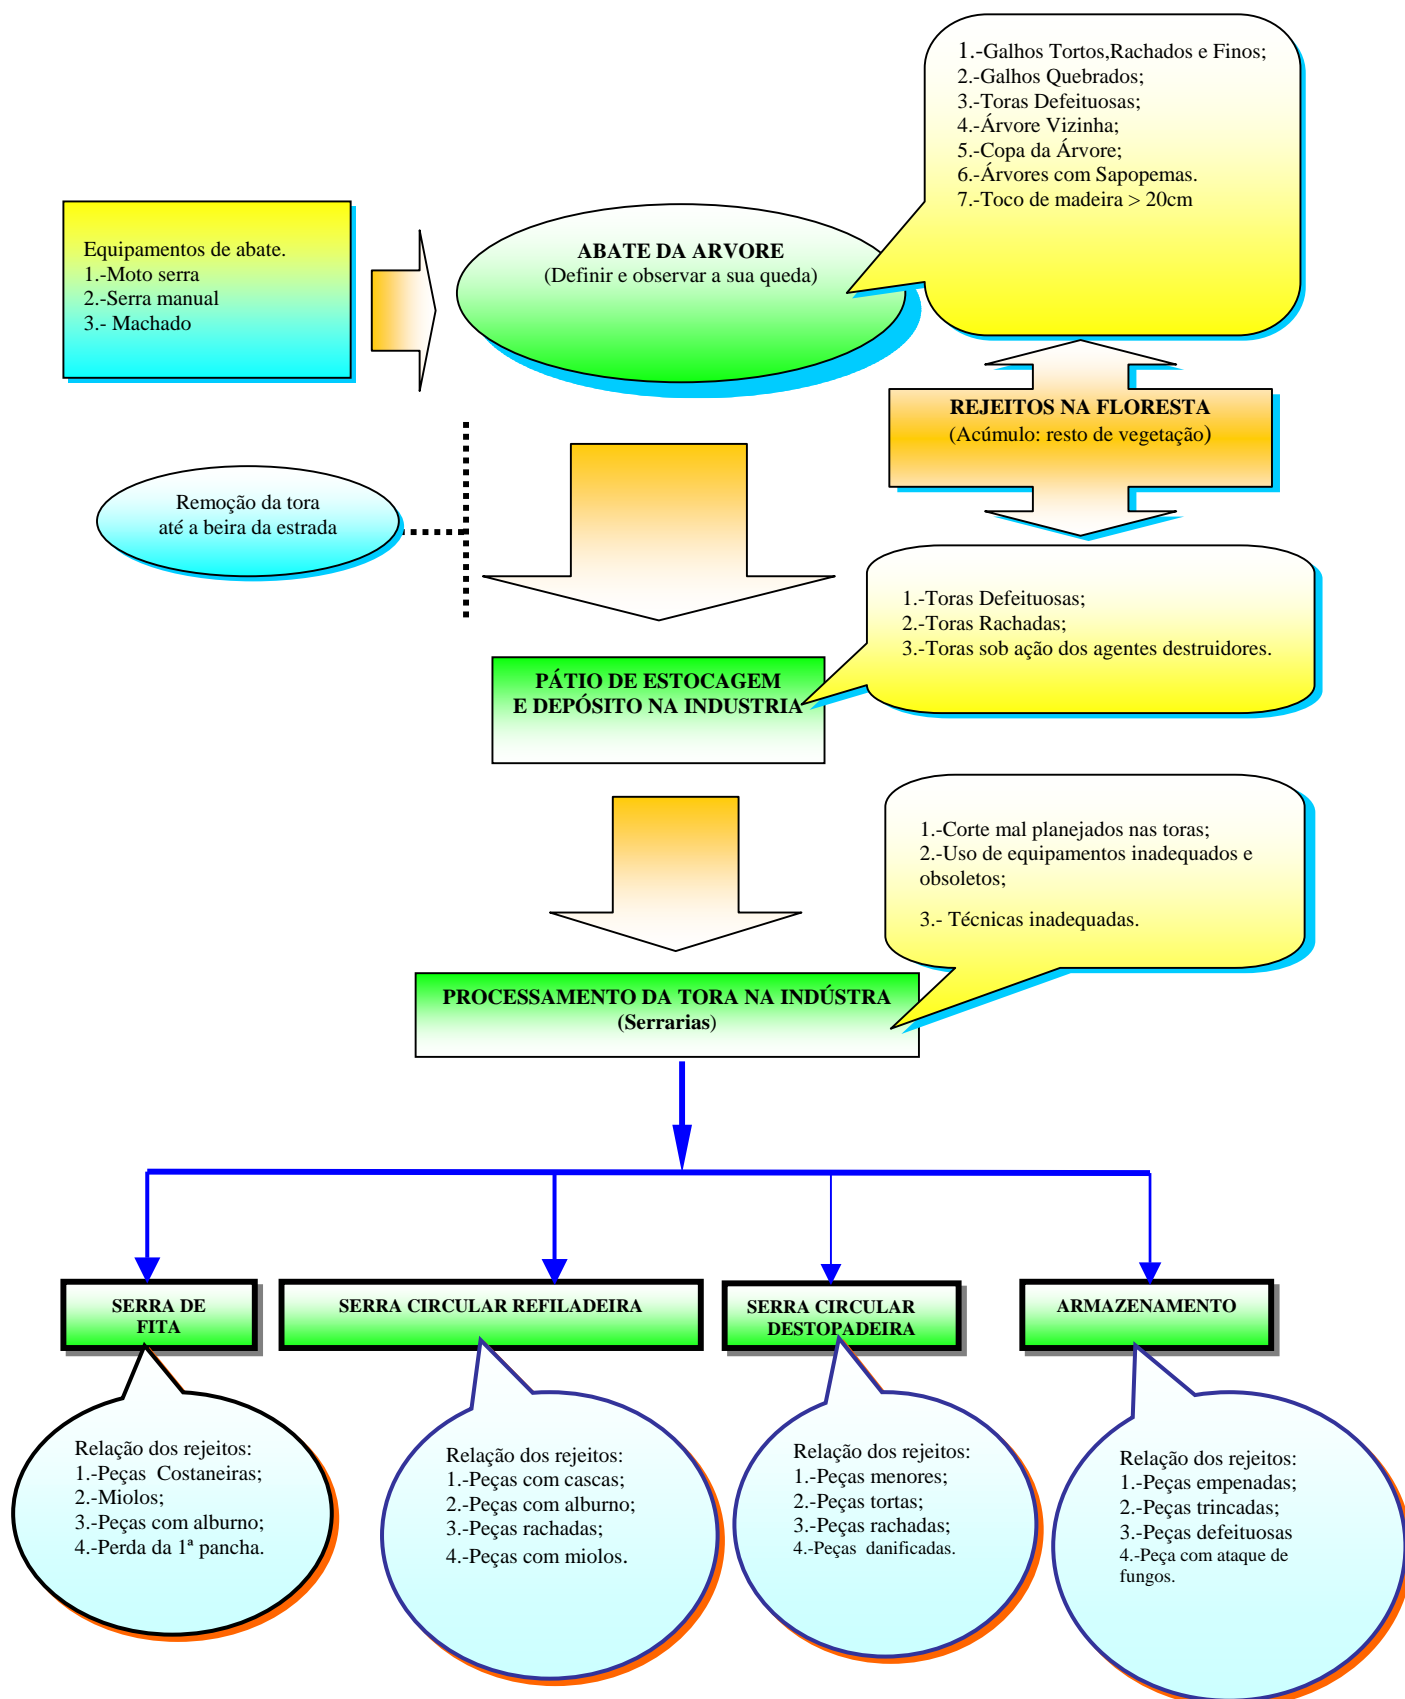 1.-Galhos Tortos,Rachados e Finos;
2.-Galhos Quebrados;
3.-Toras Defeituosas;
4.-Árvore Vizinha;
5.-Copa da Árvore;
6.-Árvores com Sapopemas.
7.-Toco de madeira > 20cm
Equipamentos de abate.
1.-Moto serra
2.-Serra manual
3.- Machado
ABATE DA ARVORE
(Definir e observar a sua queda)
REJEITOS NA FLORESTA
(Acúmulo: resto de vegetação)
Remoção da tora
até a beira da estrada
1.-Toras Defeituosas;
2.-Toras Rachadas;
3.-Toras sob ação dos agentes destruidores.
PÁTIO DE ESTOCAGEM
E DEPÓSITO NA INDUSTRIA
1.-Corte mal planejados nas toras;
2.-Uso de equipamentos inadequados e
obsoletos;
3.- Técnicas inadequadas.
PROCESSAMENTO DA TORA NA INDÚSTRA
(Serrarias)
SERRA DE
FITA
SERRA CIRCULAR REFILADEIRA
SERRA CIRCULAR
DESTOPADEIRA
ARMAZENAMENTO
Relação dos rejeitos:
1.-Peças  Costaneiras;
2.-Miolos;
3.-Peças com alburno;
4.-Perda da 1ª pancha.
Relação dos rejeitos:
1.-Peças com cascas;
2.-Peças com alburno;
3.-Peças rachadas;
4.-Peças com miolos.
Relação dos rejeitos:
1.-Peças menores;
2.-Peças tortas;
3.-Peças rachadas;
4.-Peças  danificadas.
Relação dos rejeitos:
1.-Peças empenadas;
2.-Peças trincadas;
3.-Peças defeituosas
4.-Peça com ataque de
fungos.